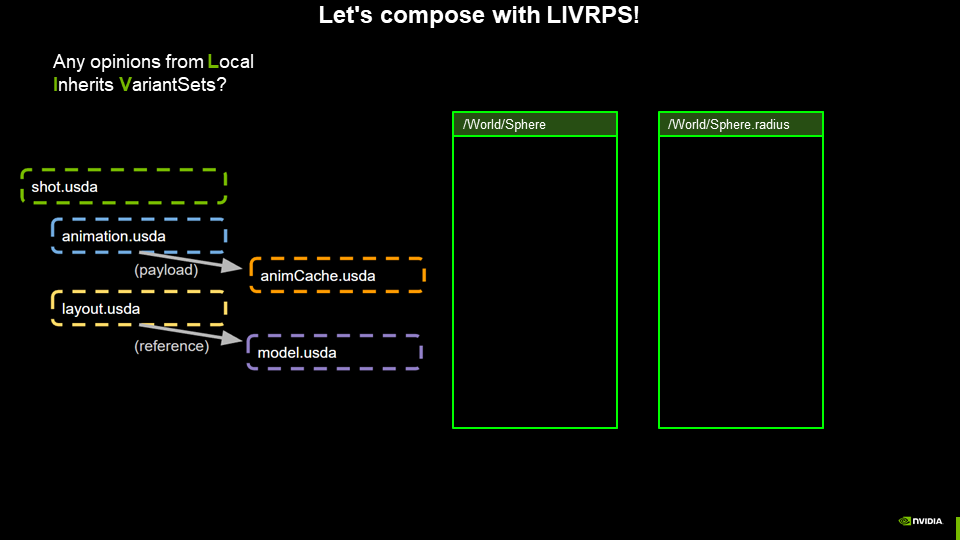 Let's compose with LIVRPS!
Any opinions from Local
Inherits VariantSets?
/World/Sphere
/World/Sphere.radius
shot.usda
animation.usda
(payload)
animCache.usda
layout.usda
(reference)
model.usda
NVIDIA.